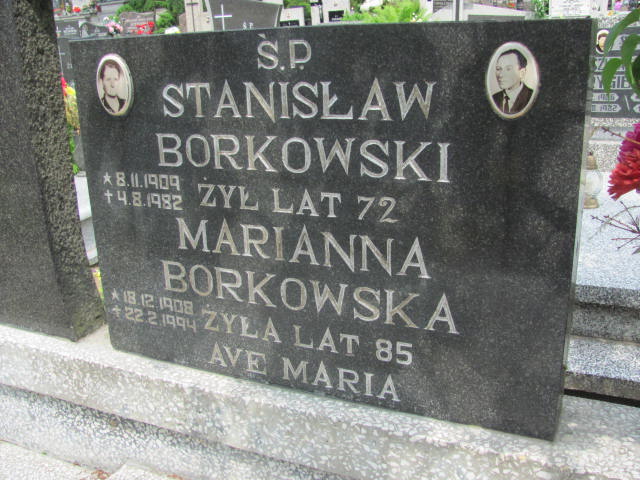 Ś.P.
STANISŁAW
BORKOWSKI
* 8.11.1909
+ 4.8.1982
ŻYŁ LAT 72
MARIANNA
BORKOWSKA
* 18.12.1908
+ 22.2.1994
ŻYŁA LAT 85
AVE MARIA